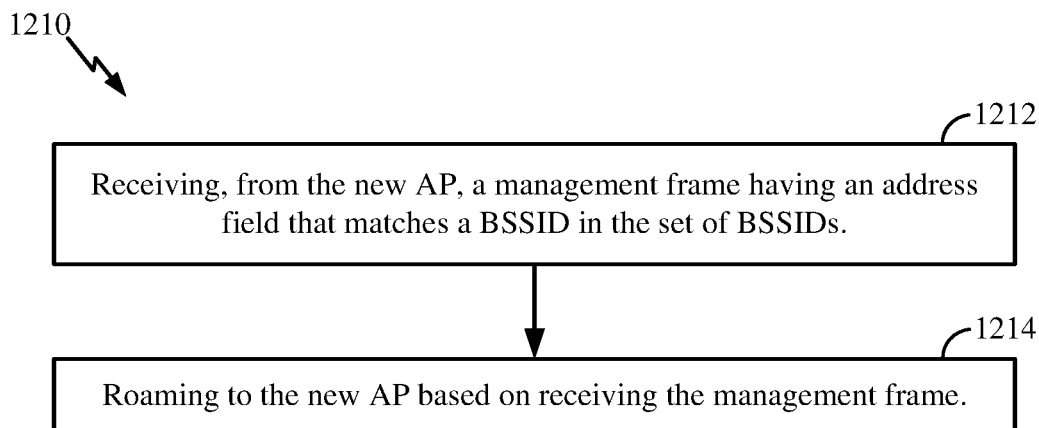 1210
1212
Receiving, from the new AP, a management frame having an address
field that matches a BSSID in the set of BSSIDs.
1214
Roaming to the new AP based on receiving the management frame.